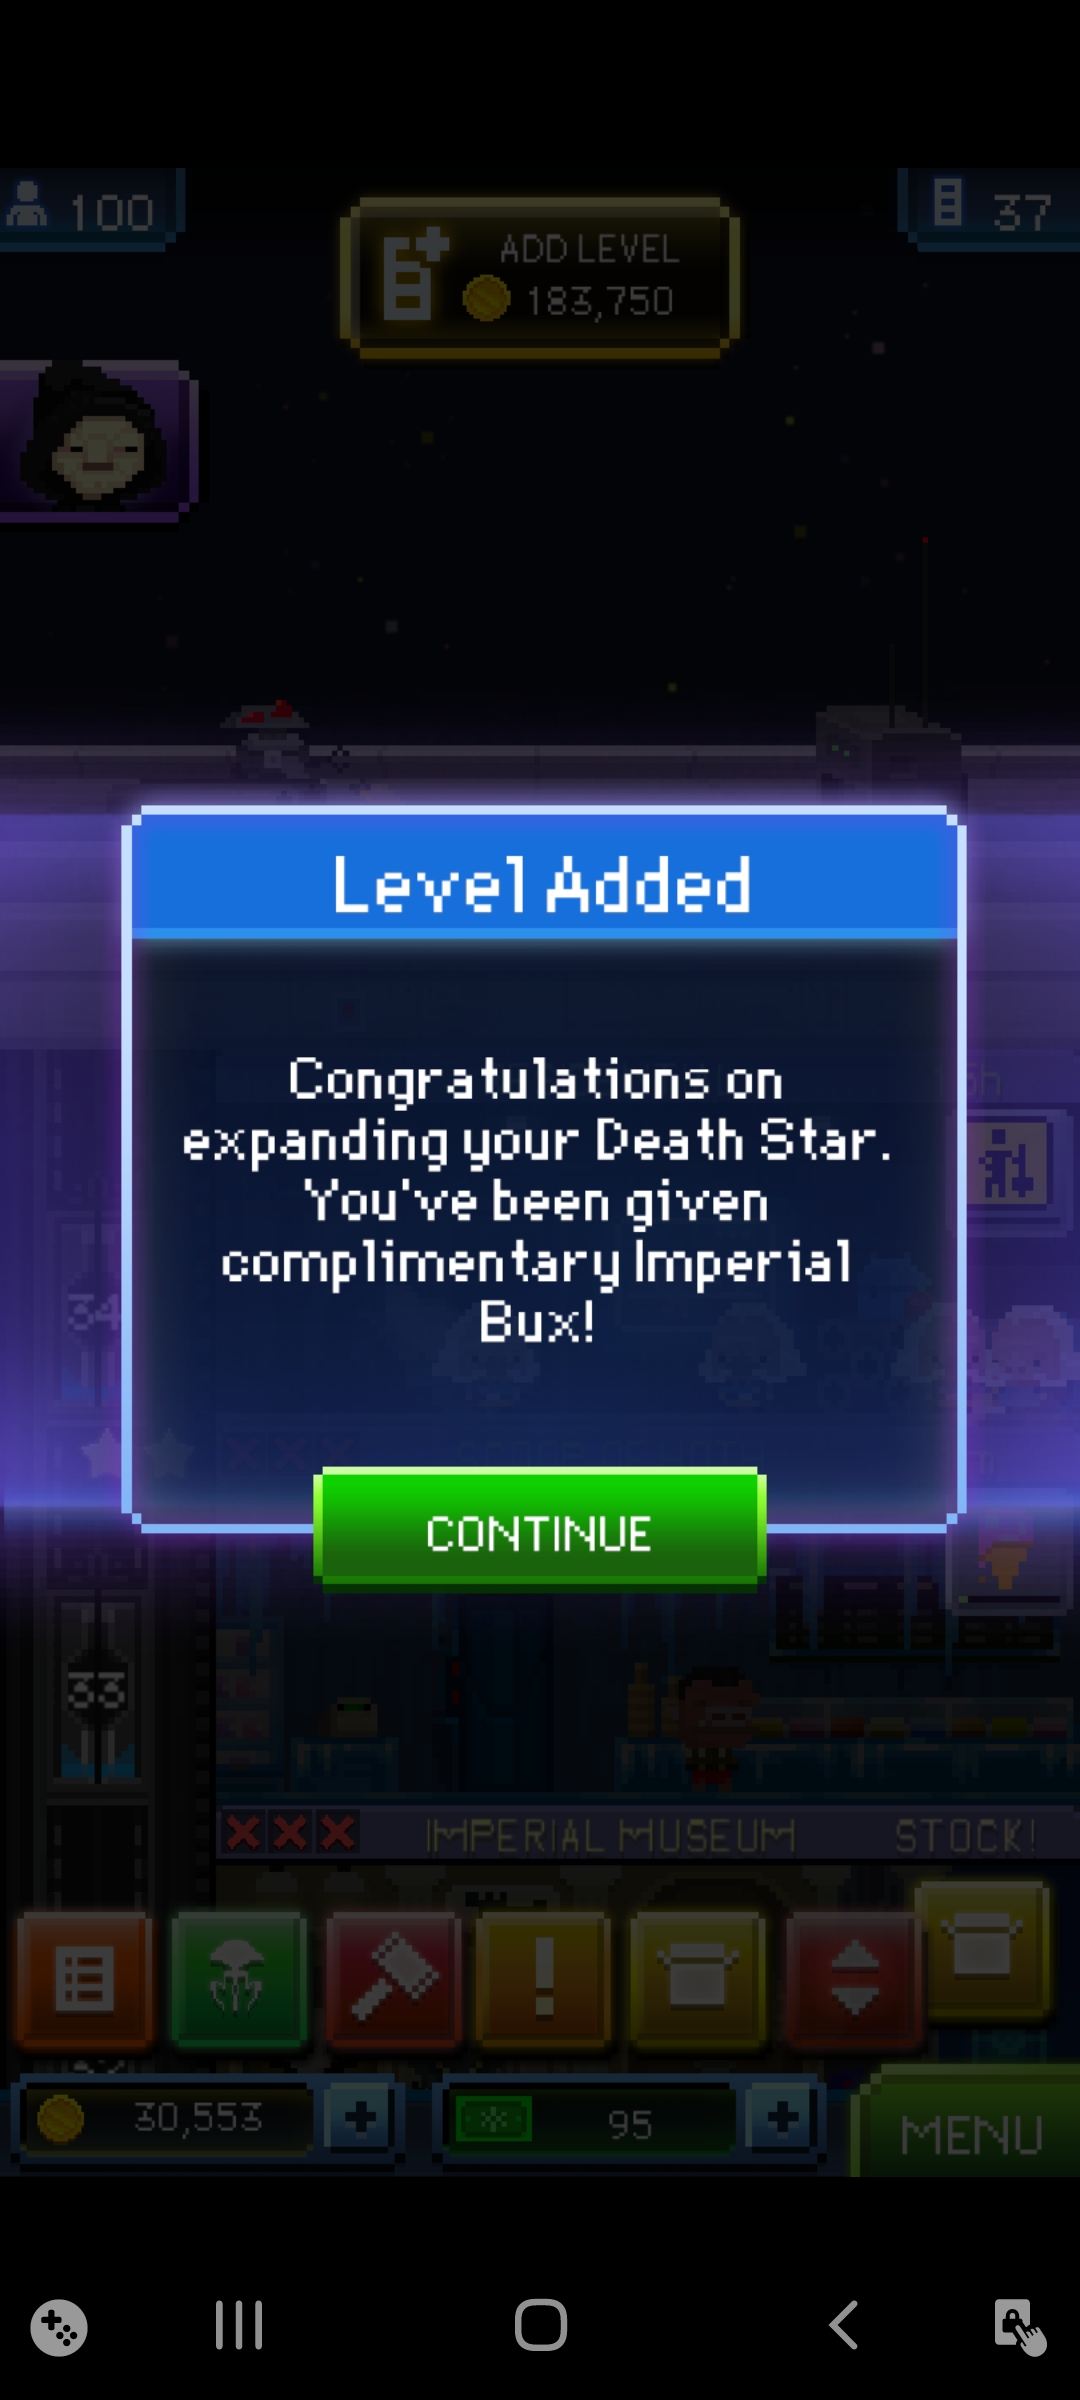 100
37
ADD LEVEL
183,750
Level Added
Congratulations on
expanding your Death Star.
You've been given
complimentary Imperial
Bux!
34
CONTINUE
33
IMPERIAL MUSEUM STOCK!
30,553
95
MENU